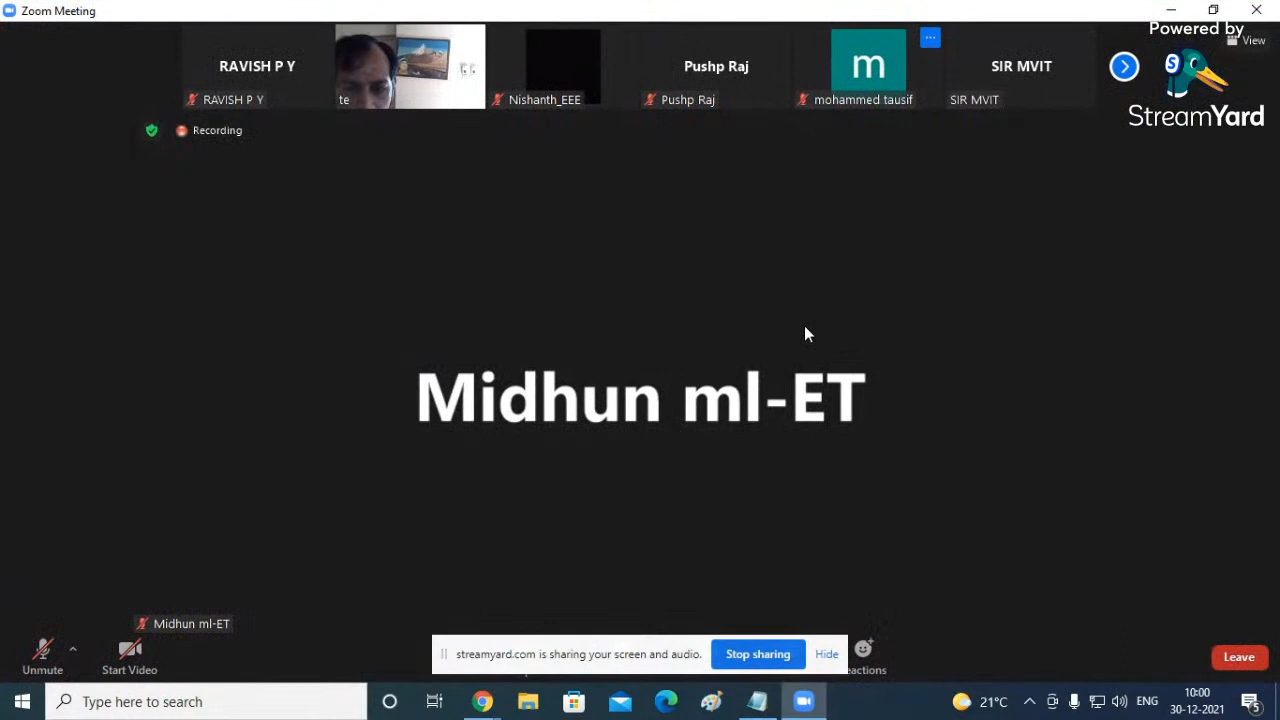 Zoom Meeting
Powered by
StreamYard
View
RAVISH P Y
Pushp Raj
m
SIR MVIT
RAVISH P Y
te
Nishanth_EEE
Pushp Raj
mohammed tausif
SIR MVIT
Recording
Midhun ml-ET
Midhun ml-ET
Unmute
Start Video
streamyard.com is sharing your screen and audio.
Stop sharing
Hide
eactions
Leave
Type here to search
21°C
ENG
10:00
30-12-2021
5